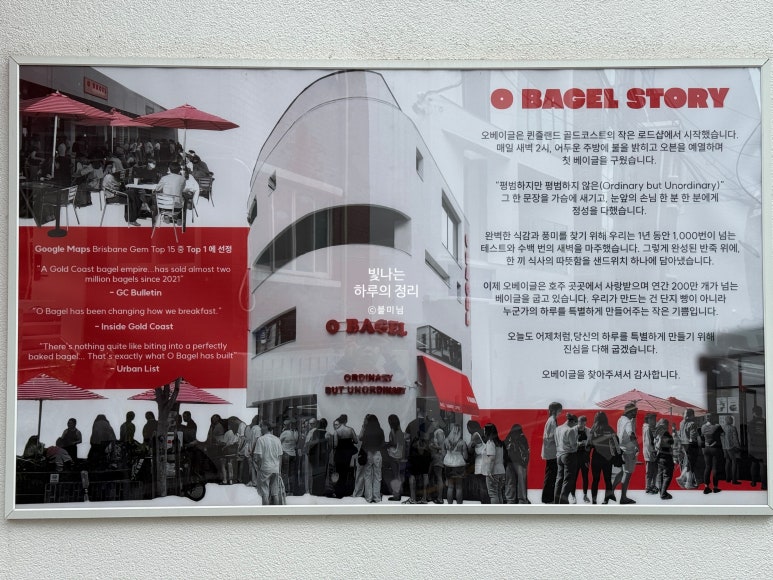 O BAGEL STORY
오베이글은 퀸즐랜드 골드코스트의 작은 로드샵에서 시작했습니다.
매일 새벽 2시, 어두운 주방에 불을 밝히고 오븐을 예열하며
첫 베이글을 구웠습니다.
"평범하지만 평범하지 않은(Ordinary but Unordinary)"
그 한 문장을 가슴에 새기고, 눈앞의 손님 한 분 한 분에게
정성을 다했습니다.
완벽한 식감과 풍미를 찾기 위해 우리는 1년 동안 1,000번이 넘는
테스트와 수백 번의 새벽을 마주했습니다. 그렇게 완성된 반죽 위에,
한 끼 식사의 따뜻함을 샌드위치 하나에 담아냈습니다.
이제 오베이글은 호주 곳곳에서 사랑받으며 연간 200만 개가 넘는
베이글을 굽고 있습니다. 우리가 만드는 건 단지 빵이 아니라
누군가의 하루를 특별하게 만들어주는 작은 기쁨입니다.
오늘도 어제처럼,당신의 하루를 특별하게 만들기 위해
진심을 다해 굽겠습니다.
오베이글을 찾아주셔서 감사합니다.
Google Maps Brisbane Gem Top 15 중 Top 1 에 선정
"A Gold Coast bagel empire...has sold almost two
million bagels since 2021"
- GC Bulletin
"O Bagel has been changing how we breakfast."
- Inside Gold Coast
"There's nothing quite like biting into a perfectly
baked bagel... That's exactly what O Bagel has built"
- Urban List
빛나는
하루의 정리
©불미님
O BAGEL
ORDINARY
BUT UNORDINARY